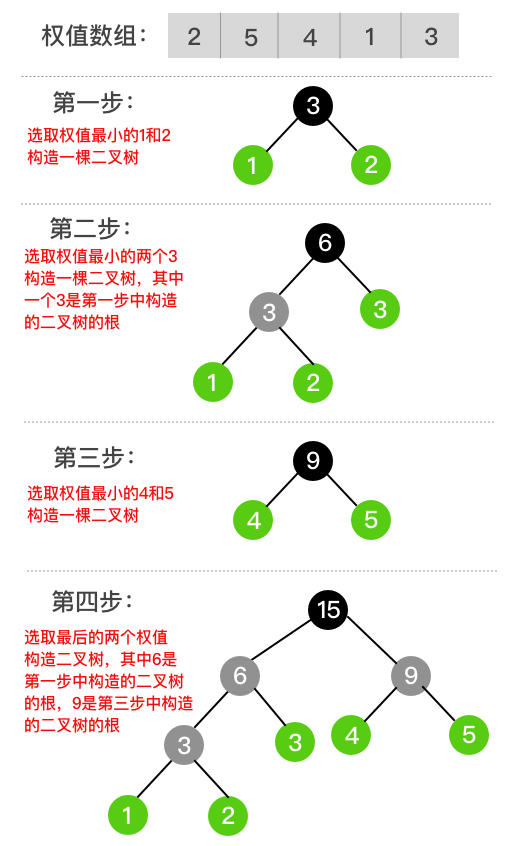 权值数组： 2 5 4 1 3
第一步：
选取权值最小的1和2
构造一棵二叉树
3
1 2
第二步：
选取权值最小的两个3
构造一棵二叉树，其中
一个3是第一步中构造
的二叉树的根
6
3 3
1 2
第三步：
选取权值最小的4和5
构造一棵二叉树
9
4 5
第四步：
选取最后的两个权值
构造二叉树，其中6是
第一步中构造的二叉树
的根，9是第三步中构造
的二叉树的根
15
6 9
3 3 4 5
1 2